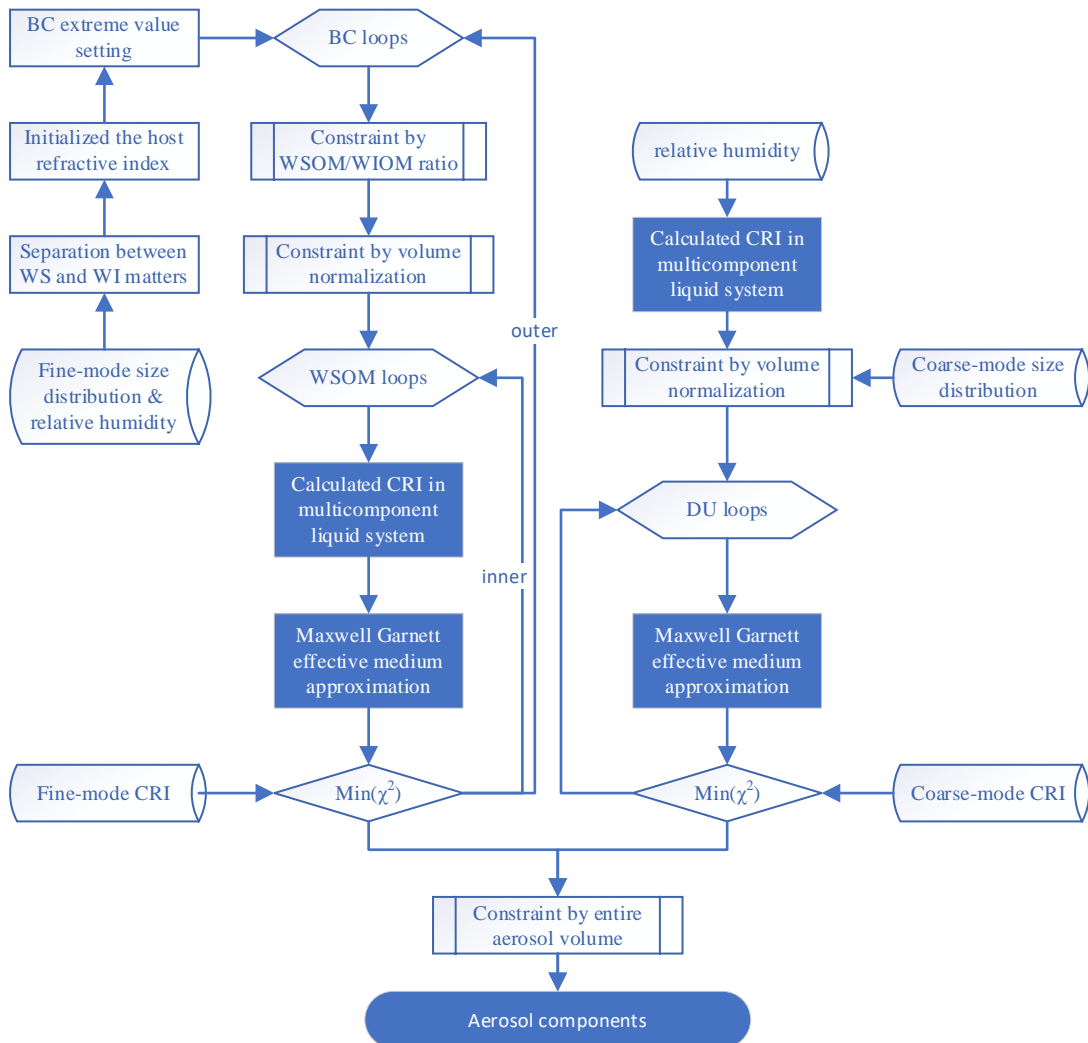 BC extreme value
setting
BC loops
Initialized the host
refractive index
Constraint by
WSOM/WIOM ratio
relative humidity
Separation between
WS and WI matters
Constraint by volume
normalization
Calculated CRI in
multicomponent
liquid system
outer
Fine-mode size
distribution &
relative humidity
WSOM loops
Constraint by volume
normalization
Coarse-mode size
distribution
Calculated CRI in
multicomponent
liquid system
DU loops
inner
Maxwell Garnett
effective medium
approximation
Maxwell Garnett
effective medium
approximation
Fine-mode CRI
Min(χ²)
Min(χ²)
Coarse-mode CRI
Constraint by entire
aerosol volume
Aerosol components